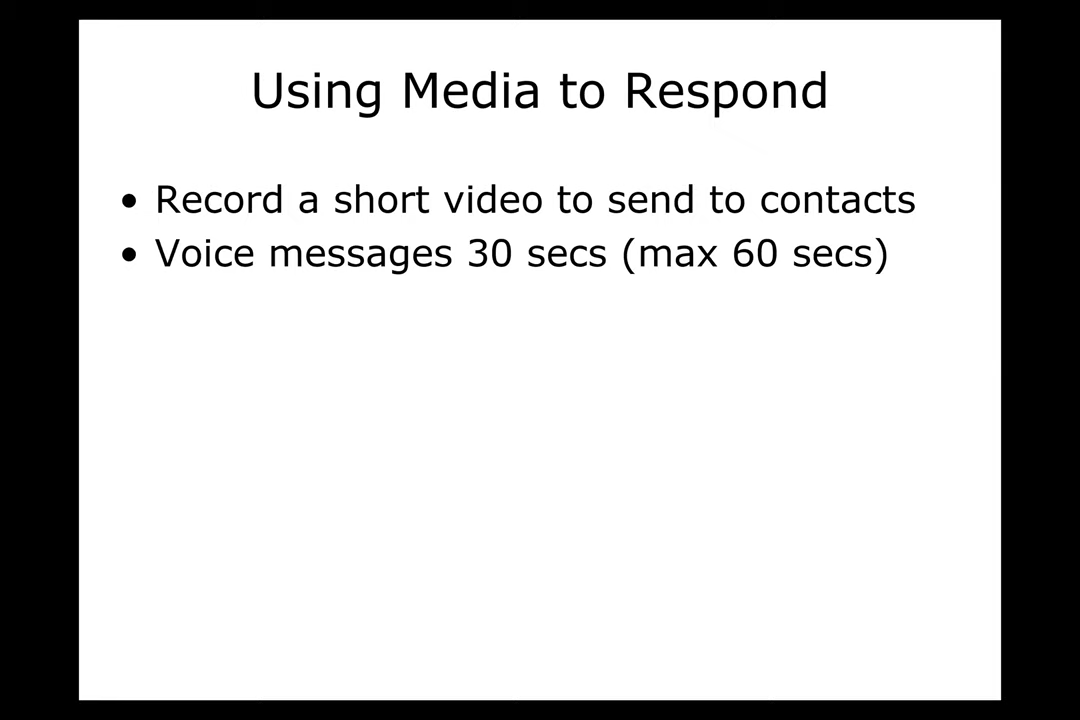 Using Media to Respond
• Record a short video to send to contacts
• Voice messages 30 secs (max 60 secs)